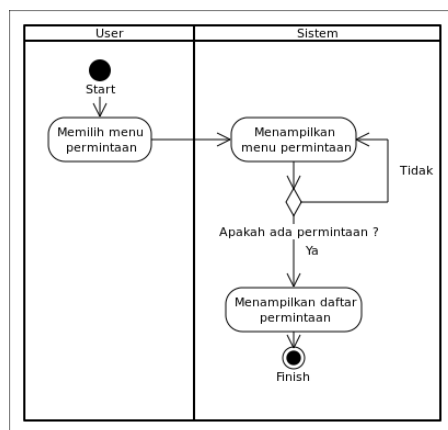 User
Sistem
Start
Memilih menu
permintaan
Menampilkan
menu permintaan
Tidak
Apakah ada permintaan ?
Ya
Menampilkan daftar
permintaan
Finish